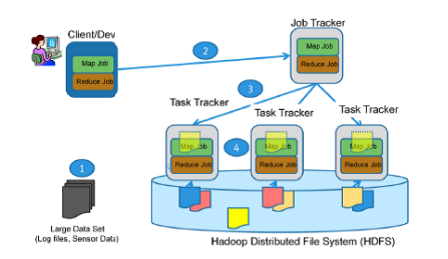 Job Tracker
Client/Dev
Map Job
Reduce Job
2
Map Job
Reduce Job
3
Task Tracker
Task Tracker
Task Tracker
Map Job
Reduce Job
4
Map Job
Reduce Job
Map Job
Reduce Job
1
Large Data Set
(Log files, Sensor Data)
Hadoop Distributed File System (HDFS)